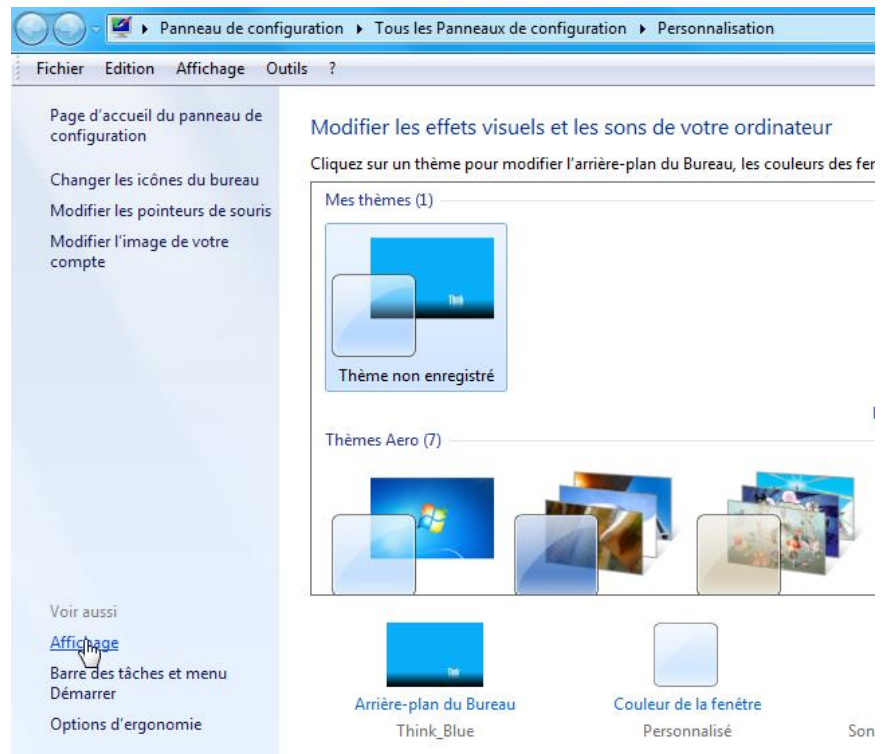 Panneau de configuration ▸ Tous les Panneaux de configuration ▸ Personnalisation
Fichier Edition Affichage Outils ?
Page d'accueil du panneau de
configuration
Changer les icônes du bureau
Modifier les pointeurs de souris
Modifier l'image de votre
compte
Modifier les effets visuels et les sons de votre ordinateur
Cliquez sur un thème pour modifier l'arrière-plan du Bureau, les couleurs des fer
Mes thèmes (1)
Think
Thème non enregistré
Thèmes Aero (7)
Voir aussi
Affichage
Barre des tâches et menu
Démarrer
Options d'ergonomie
Think
Arrière-plan du Bureau
Think_Blue
Couleur de la fenêtre
Personnalisé
Son